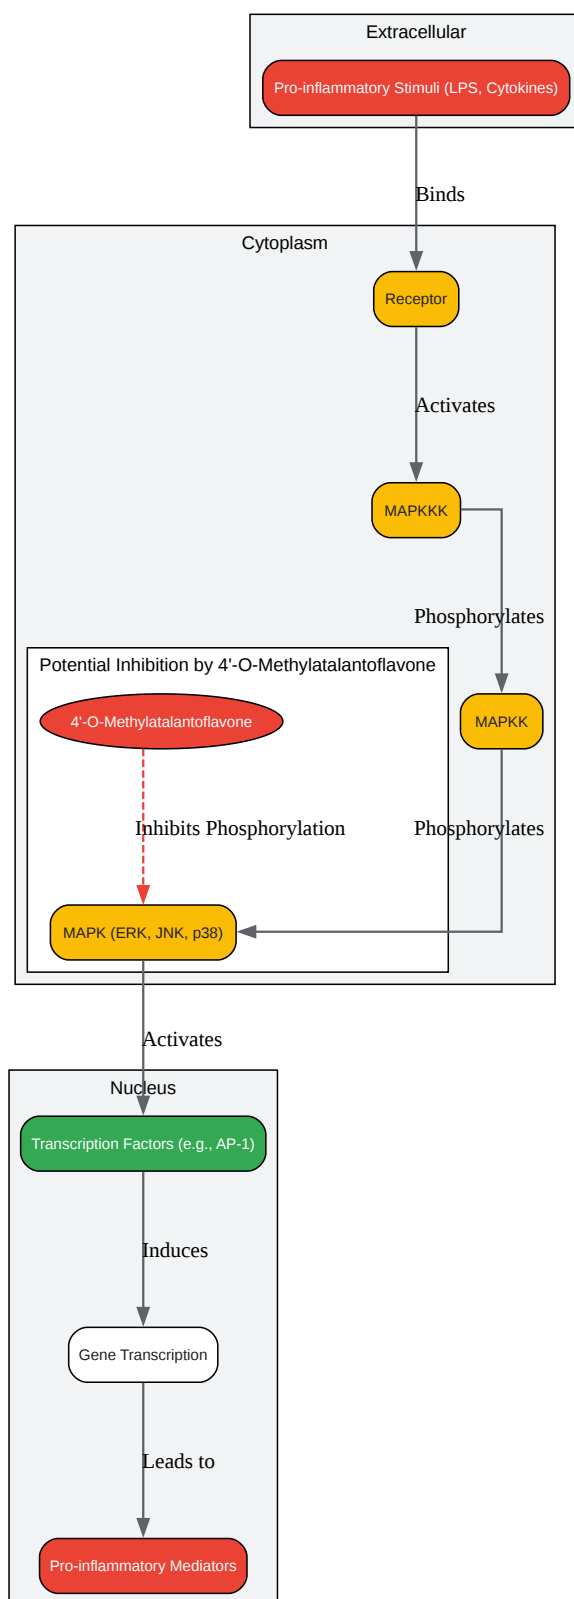 Extracellular
Pro-inflammatory Stimuli (LPS, Cytokines)
Binds
Cytoplasm
Receptor
Activates
MAPKKK
Phosphorylates
Potential Inhibition by 4'-O-Methylatalantoflavone
4'-O-Methylatalantoflavone
MAPKK
Inhibits Phosphorylation
Phosphorylates
MAPK (ERK, JNK, p38)
Activates
Nucleus
Transcription Factors (e.g., AP-1)
Induces
Gene Transcription
Leads to
Pro-inflammatory Mediators